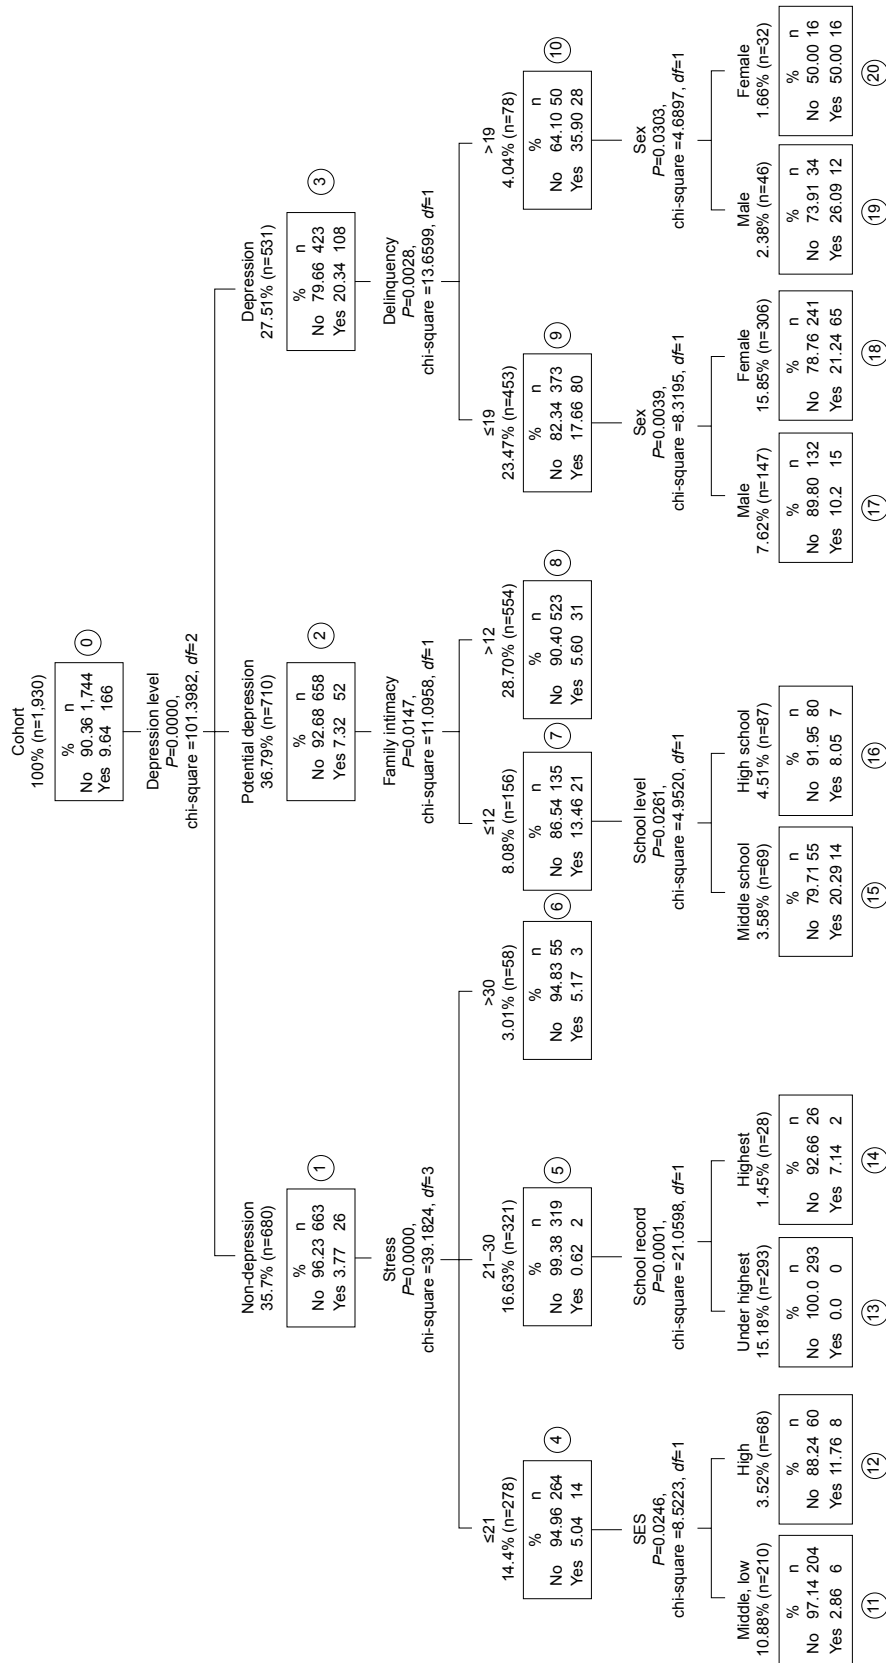 Cohort
100% (n=1,930)
% n
No 90.36 1,744
Yes 9.64 166
0
Depression level
P=0.0000,
chi-square =101.3982, df=2
Non-depression
35.7% (n=680)
% n
No 96.23 663
Yes 3.77 26
1
Stress
P=0.0000,
chi-square =39.1824, df=3
Potential depression
36.79% (n=710)
% n
No 92.68 658
Yes 7.32 52
2
Family intimacy
P=0.0147,
chi-square =11.0958, df=1
Depression
27.51% (n=531)
% n
No 79.66 423
Yes 20.34 108
3
Delinquency
P=0.0028,
chi-square =13.6599, df=1
≤21
14.4% (n=278)
% n
No 94.96 264
Yes 5.04 14
4
SES
P=0.0246,
chi-square =8.5223, df=1
21–30
16.63% (n=321)
% n
No 99.38 319
Yes 0.62 2
5
School record
P=0.0001,
chi-square =21.0598, df=1
>30
3.01% (n=58)
% n
No 94.83 55
Yes 5.17 3
6
≤12
8.08% (n=156)
% n
No 86.54 135
Yes 13.46 21
7
School level
P=0.0261,
chi-square =4.9520, df=1
>12
28.70% (n=554)
% n
No 90.40 523
Yes 5.60 31
8
≤19
23.47% (n=453)
% n
No 82.34 373
Yes 17.66 80
9
Sex
P=0.0039,
chi-square =8.3195, df=1
>19
4.04% (n=78)
% n
No 64.10 50
Yes 35.90 28
10
Sex
P=0.0303,
chi-square =4.6897, df=1
Middle, low
10.88% (n=210)
% n
No 97.14 204
Yes 2.86 6
11
High
3.52% (n=68)
% n
No 88.24 60
Yes 11.76 8
12
Under highest
15.18% (n=293)
% n
No 100.0 293
Yes 0.0 0
13
Highest
1.45% (n=28)
% n
No 92.66 26
Yes 7.14 2
14
Middle school
3.58% (n=69)
% n
No 79.71 55
Yes 20.29 14
15
High school
4.51% (n=87)
% n
No 91.95 80
Yes 8.05 7
16
Male
7.62% (n=147)
% n
No 89.80 132
Yes 10.2 15
17
Female
15.85% (n=306)
% n
No 78.76 241
Yes 21.24 65
18
Male
2.38% (n=46)
% n
No 73.91 34
Yes 26.09 12
19
Female
1.66% (n=32)
% n
No 50.00 16
Yes 50.00 16
20